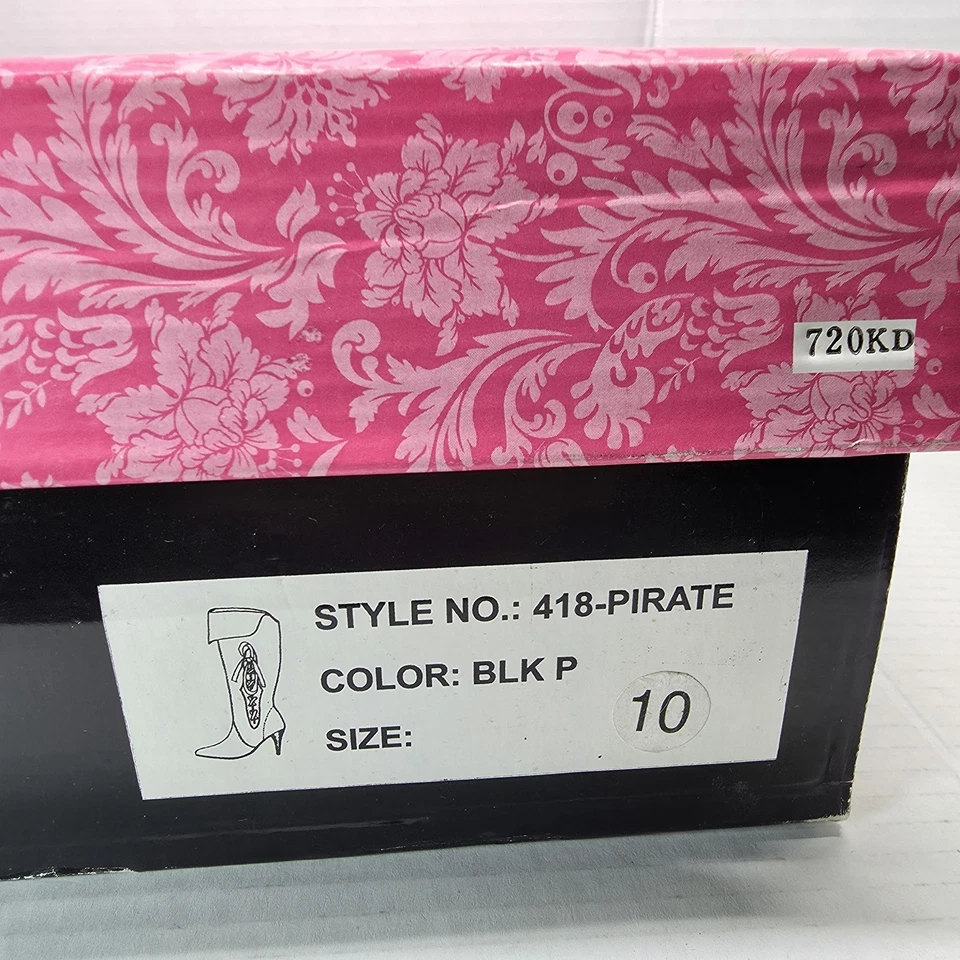 720KD
STYLE NO.: 418-PIRATE
COLOR: BLK P
SIZE: 10